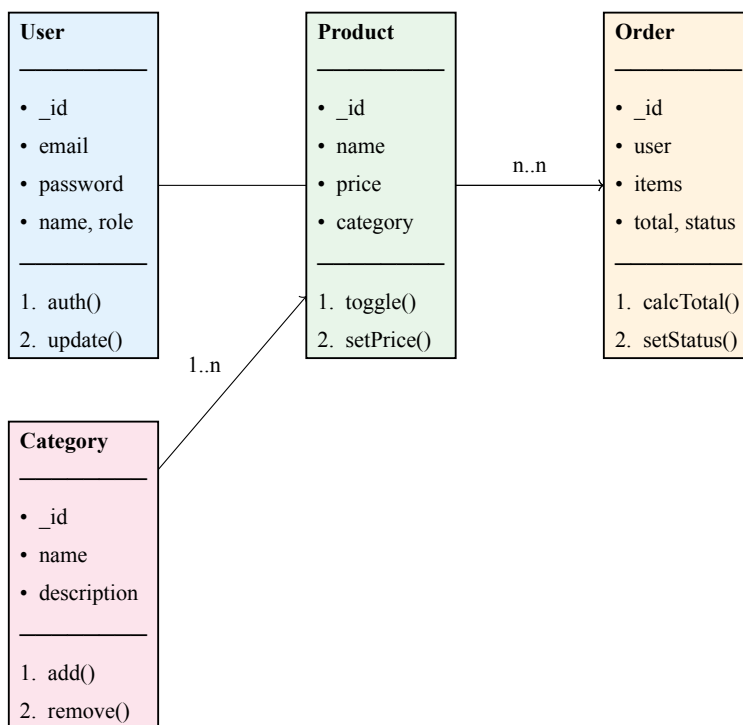 User
• _id
• email
• password
• name, role
1. auth()
2. update()
Product
• _id
• name
• price
• category
1. toggle()
2. setPrice()
n..n
Order
• _id
• user
• items
• total, status
1. calcTotal()
2. setStatus()
1..n
Category
• _id
• name
• description
1. add()
2. remove()